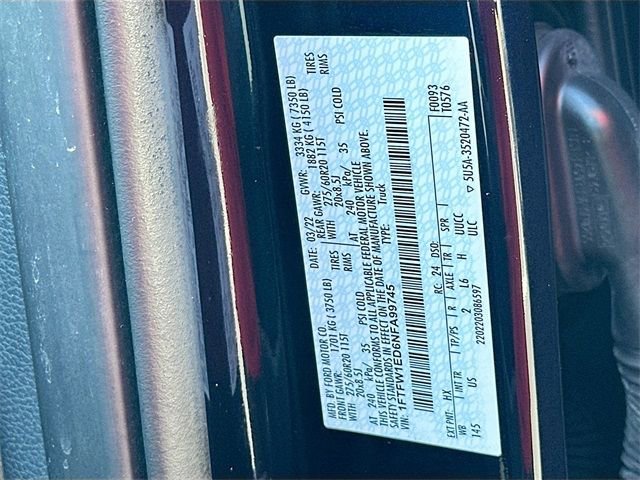 MFD. BY FORD MOTOR CO.
DATE: 03/22 GVWR: 3334 KG ( 7350 LB)
FRONT GAWR: 1701 KG ( 3750 LB)
REAR GAWR: 1882 KG ( 4150 LB)
WITH 275/60R20 115T TIRES
WITH 275/60R20 115T TIRES
20x8.5J RIMS
20x8.5J RIMS
AT 240 kPa/ 35 PSI COLD
AT 240 kPa/ 35 PSI COLD
THIS VEHICLE CONFORMS TO ALL APPLICABLE FEDERAL MOTOR VEHICLE
SAFETY STANDARDS IN EFFECT ON THE DATE OF MANUFACTURE SHOWN ABOVE.
VIN: 1FTFW1ED6NFA99745
TYPE: Truck
F0093
T0576
EXT PNT: HX RC: 24 DSO:
WB INT TR TP/PS R AXLE TR SPR
145 US 2 L6 H UUCC
2202203086597 ULC
5U5A-3520472-AA